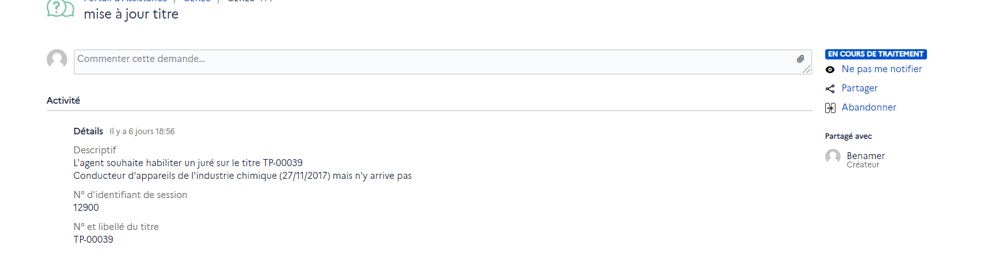 Portail d'Assistance /
mise à jour titre
Commenter cette demande...
EN COURS DE TRAITEMENT
Ne pas me notifier
Partager
Abandonner
Partagé avec
Benamer
Créateur
Activité
Détails Il y a 6 jours 18:56
Descriptif
L'agent souhaite habiliter un juré sur le titre TP-00039
Conducteur d'appareils de l'industrie chimique (27/11/2017) mais n'y arrive pas
N° d'identifiant de session
12900
N° et libellé du titre
TP-00039